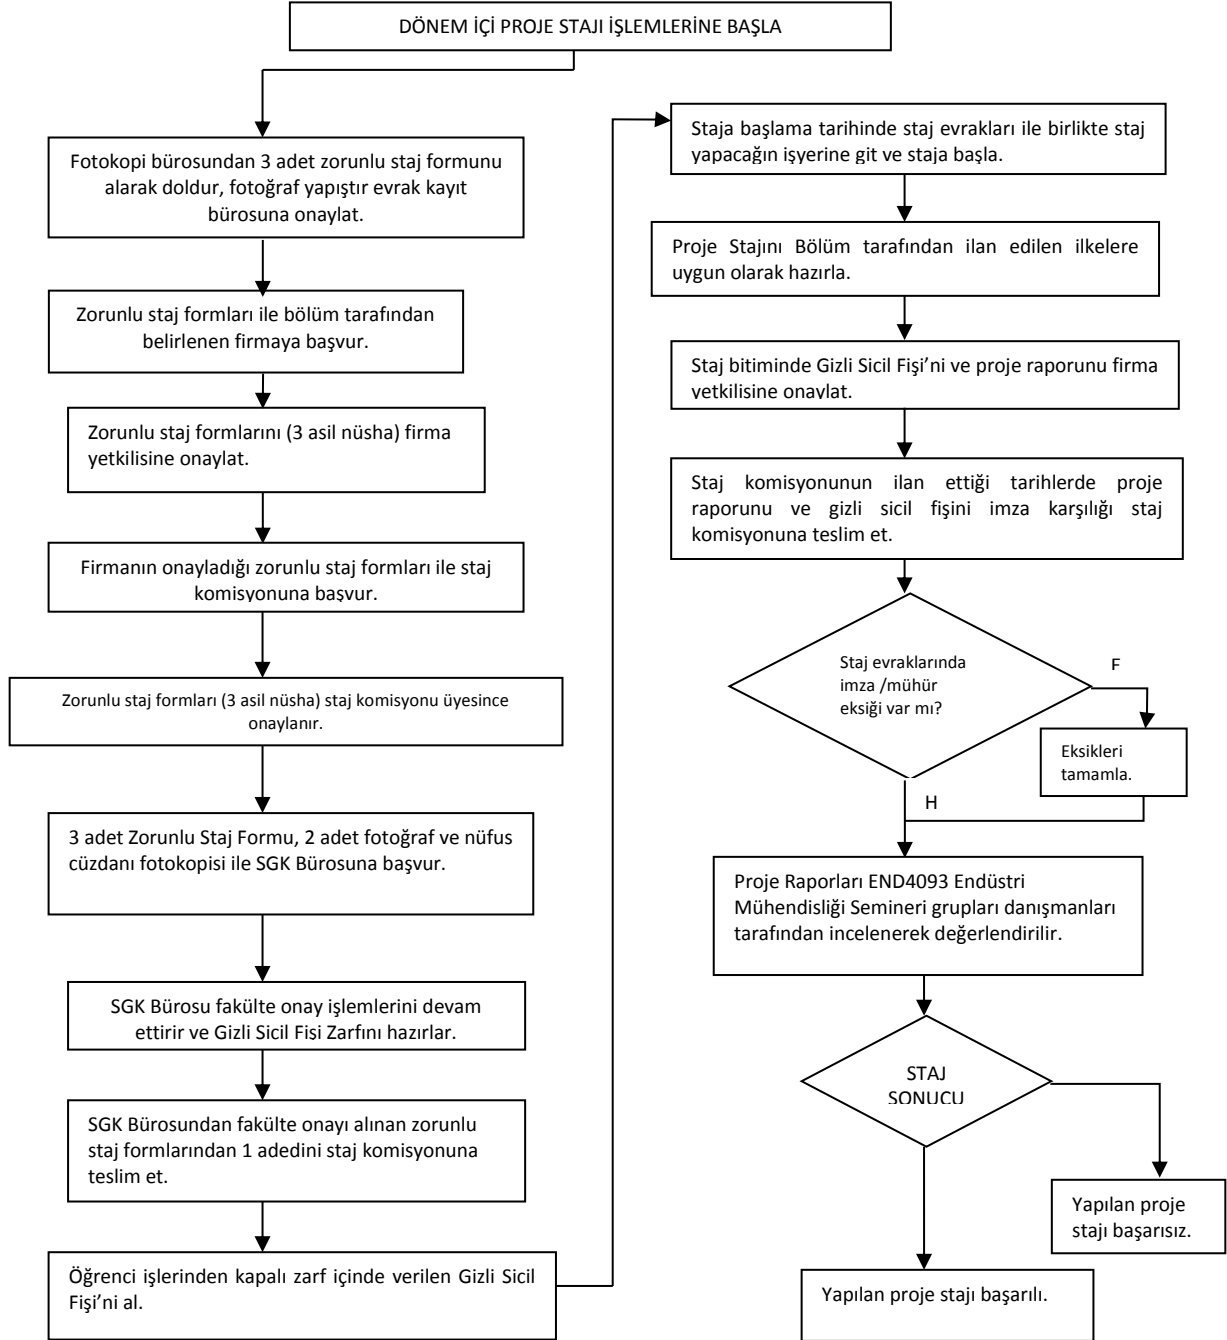 DÖNEM İÇİ PROJE STAJI İŞLEMLERİNE BAŞLA
Fotokopi bürosundan 3 adet zorunlu staj formunu
alarak doldur, fotoğraf yapıştır evrak kayıt
bürosuna onaylat.
Zorunlu staj formları ile bölüm tarafından
belirlenen firmaya başvur.
Zorunlu staj formlarını (3 asil nüsha) firma
yetkilisine onaylat.
Firmanın onayladığı zorunlu staj formları ile staj
komisyonuna başvur.
Zorunlu staj formları (3 asil nüsha) staj komisyonu üyesince
onaylanır.
3 adet Zorunlu Staj Formu, 2 adet fotoğraf ve nüfus
cüzdanı fotokopisi ile SGK Bürosuna başvur.
SGK Bürosu fakülte onay işlemlerini devam
ettirir ve Gizli Sicil Fişi Zarfını hazırlar.
SGK Bürosundan fakülte onayı alınan zorunlu
staj formlarından 1 adedini staj komisyonuna
teslim et.
Öğrenci işlerinden kapalı zarf içinde verilen Gizli Sicil
Fişi’ni al.
Staja başlama tarihinde staj evrakları ile birlikte staj
yapacağın işyerine git ve staja başla.
Proje Stajını Bölüm tarafından ilan edilen ilkelere
uygun olarak hazırla.
Staj bitiminde Gizli Sicil Fişi’ni ve proje raporunu firma
yetkilisine onaylat.
Staj komisyonunun ilan ettiği tarihlerde proje
raporunu ve gizli sicil fişini imza karşılığı staj
komisyonuna teslim et.
Staj evraklarında
imza /mühür
eksiği var mı?
F
Eksikleri
tamamla.
H
Proje Raporları END4093 Endüstri
Mühendisliği Semineri grupları danışmanları
tarafından incelenerek değerlendirilir.
STAJ
SONUCU
Yapılan proje
stajı başarısız.
Yapılan proje stajı başarılı.